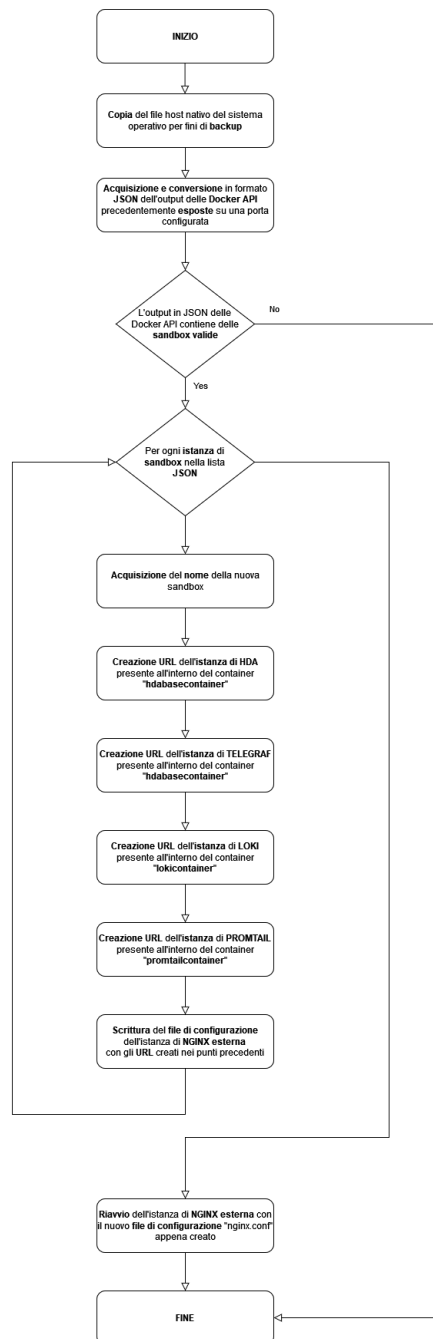 INIZIO
Copia del file host nativo del sistema
operativo per fini di backup
Acquisizione e conversione in formato
JSON dell'output delle Docker API
precedentemente esposte su una porta
configurata
L'output in JSON delle
Docker API contiene delle
sandbox valide
No
Yes
Per ogni istanza di
sandbox nella lista
JSON
Acquisizione del nome della nuova
sandbox
Creazione URL dell'istanza di HDA
presente all'interno del container
"hdabasecontainer"
Creazione URL dell'istanza di TELEGRAF
presente all'interno del container
"hdabasecontainer"
Creazione URL dell'istanza di LOKI
presente all'interno del container
"lokicontainer"
Creazione URL dell'istanza di PROMTAIL
presente all'interno del container
"promtailcontainer"
Scrittura del file di configurazione
dell'istanza di NGINX esterna
con gli URL creati nei punti precedenti
Riavvio dell'istanza di NGINX esterna con
il nuovo file di configurazione "nginx.conf"
appena creato
FINE